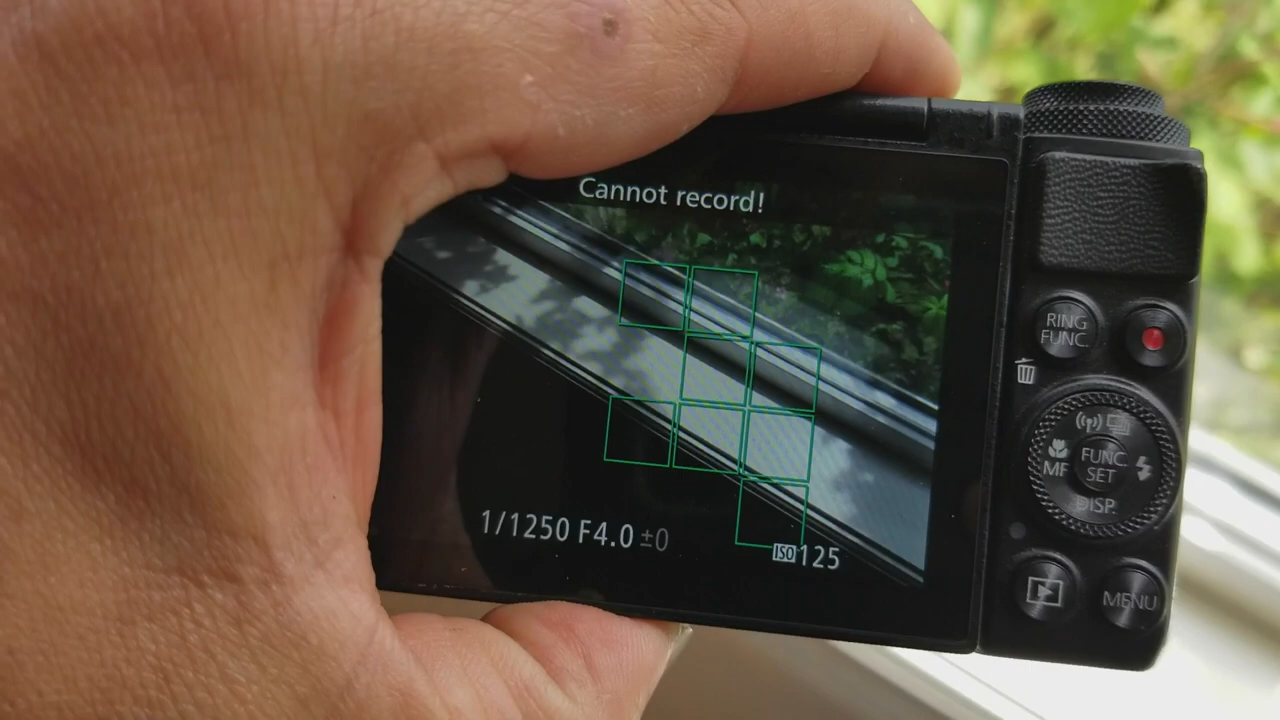 Cannot record!
1/1250 F4.0 ±0
ISO 125
RING
FUNC.
MF
FUNC.
SET
DISP.
MENU